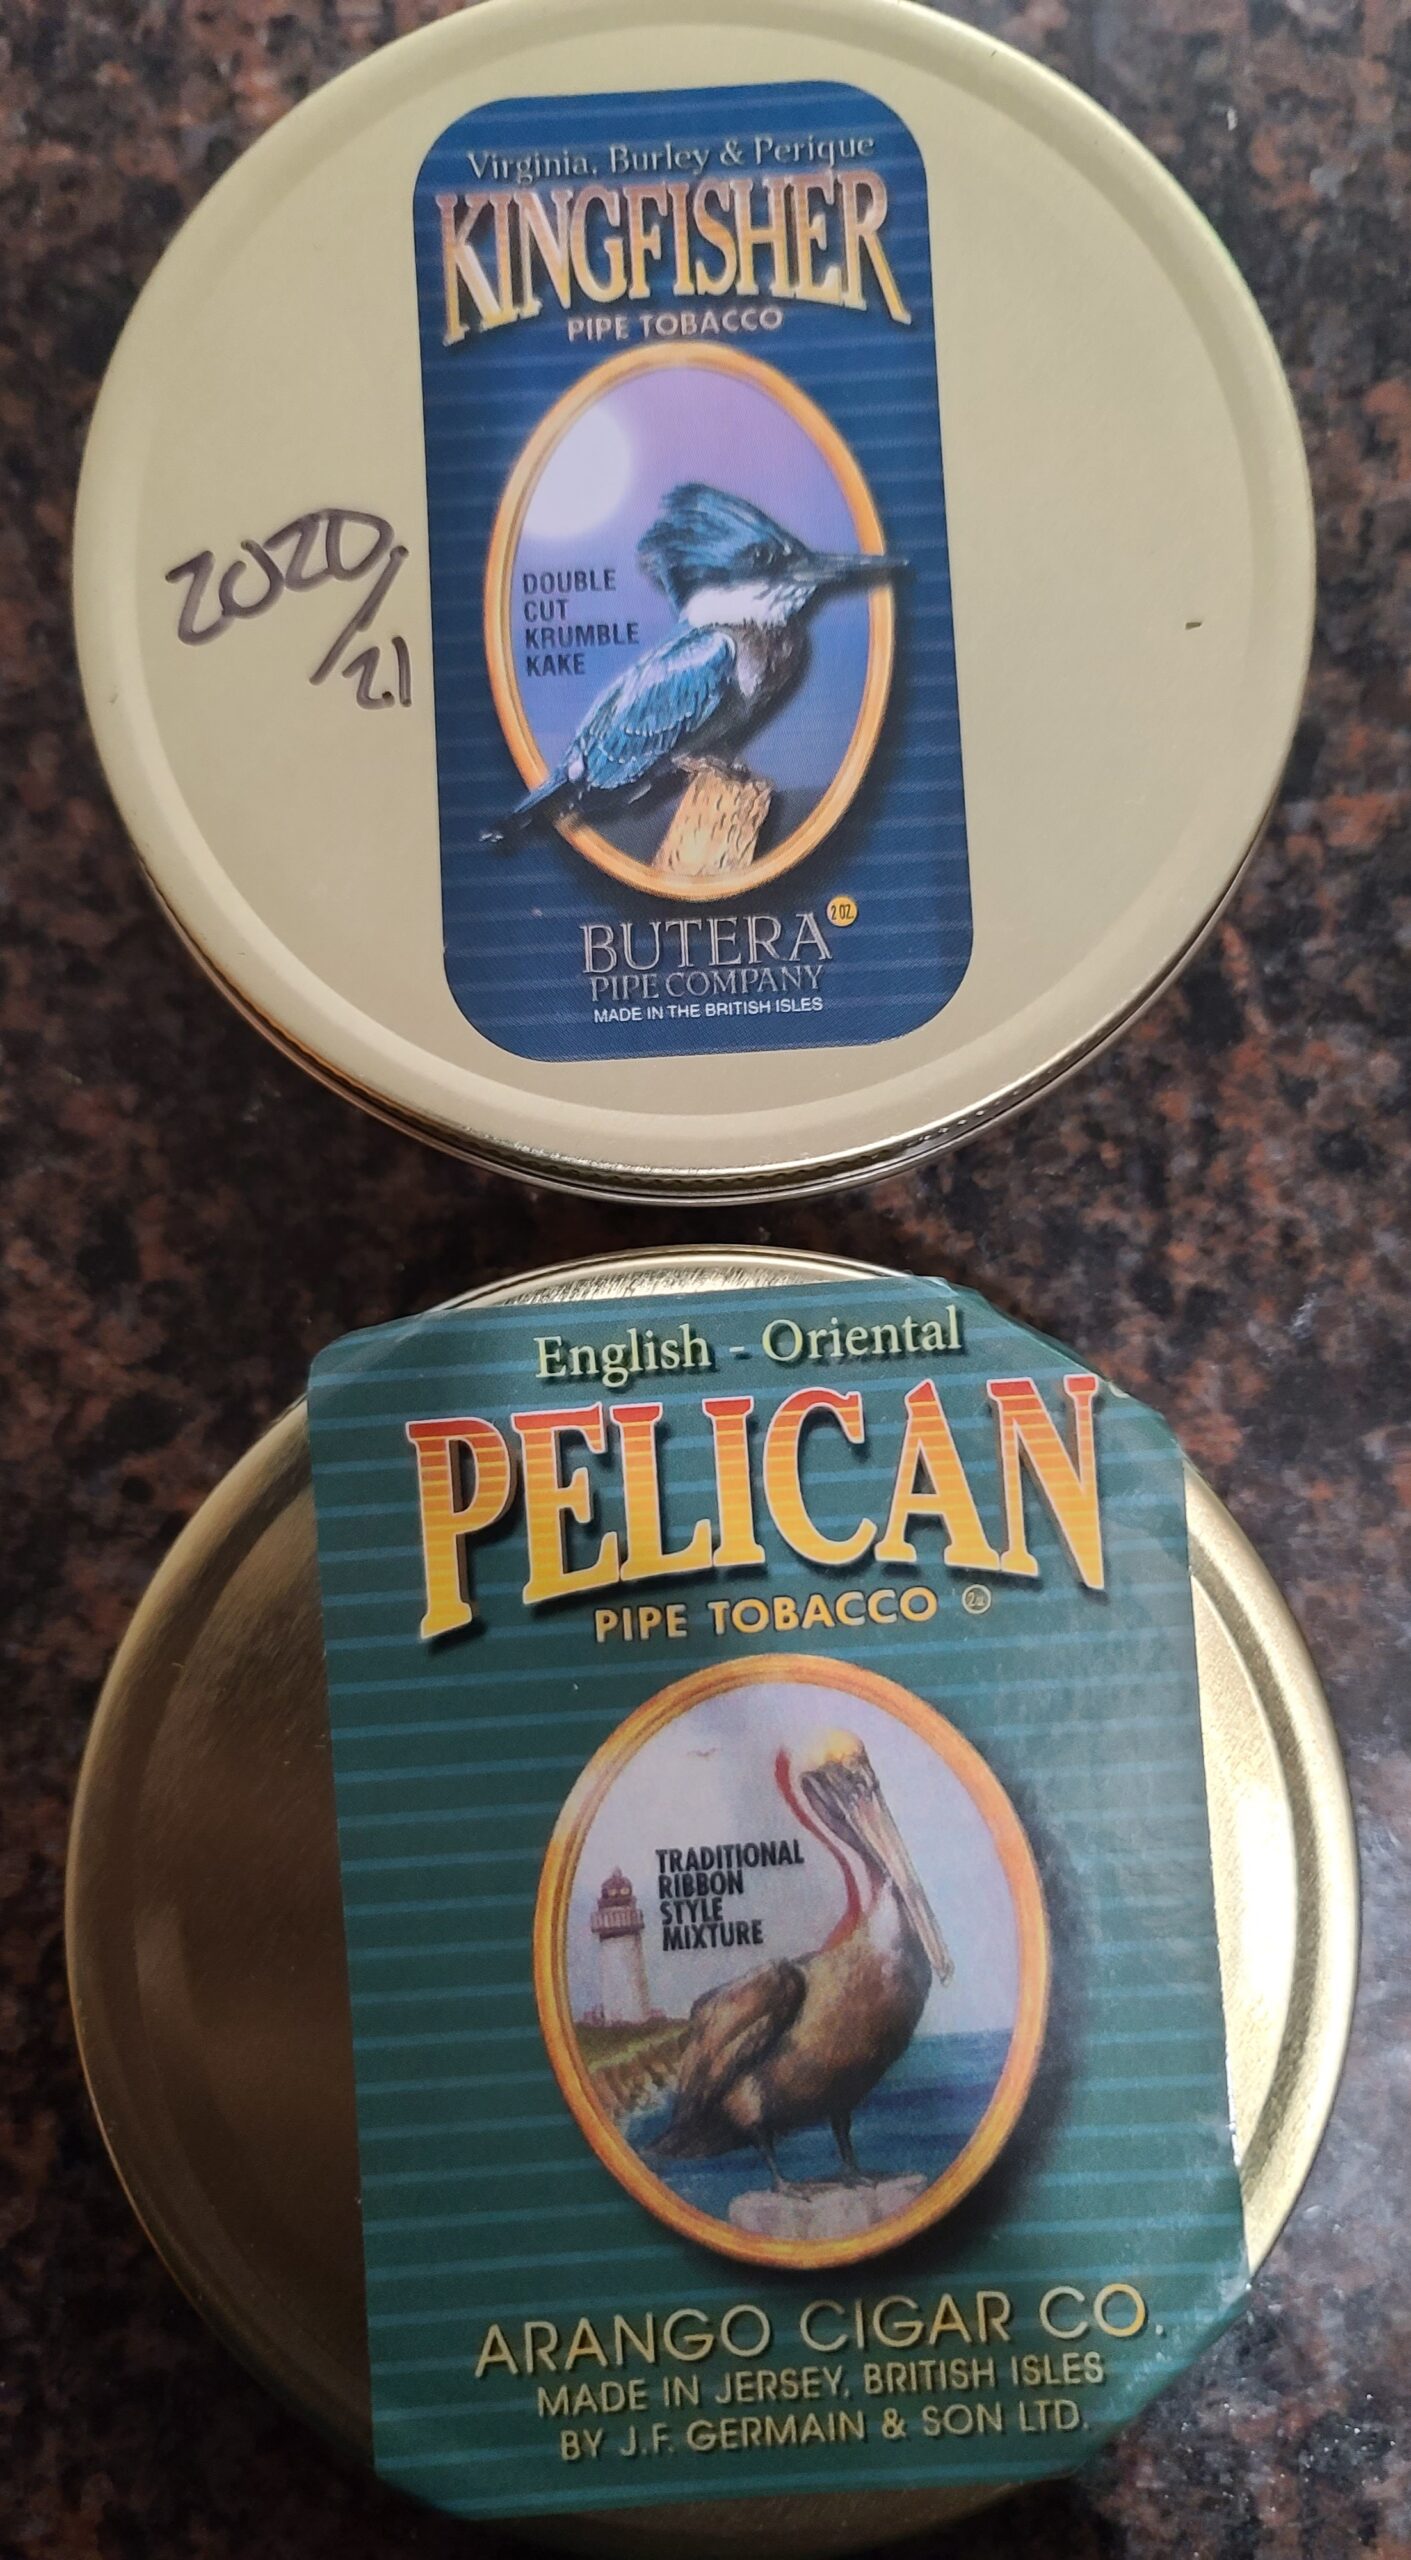 Virginia, Burley & Perique
KINGFISHER
PIPE TOBACCO
DOUBLE
CUT
KRUMBLE
KAKE
2020/
21
BUTERA 2 OZ.
PIPE COMPANY
MADE IN THE BRITISH ISLES
English - Oriental
PELICAN
PIPE TOBACCO 2oz
TRADITIONAL
RIBBON
STYLE
MIXTURE
ARANGO CIGAR CO.
MADE IN JERSEY, BRITISH ISLES
BY J.F. GERMAIN & SON LTD.